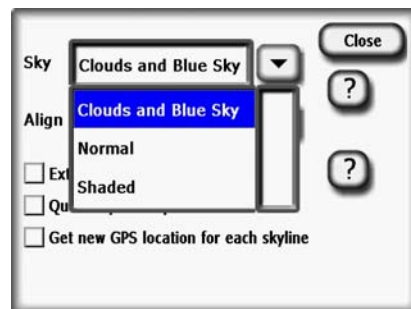 Close
Sky
Clouds and Blue Sky
?
Clouds and Blue Sky
Align
Normal
Shaded
?
Get new GPS location for each skyline